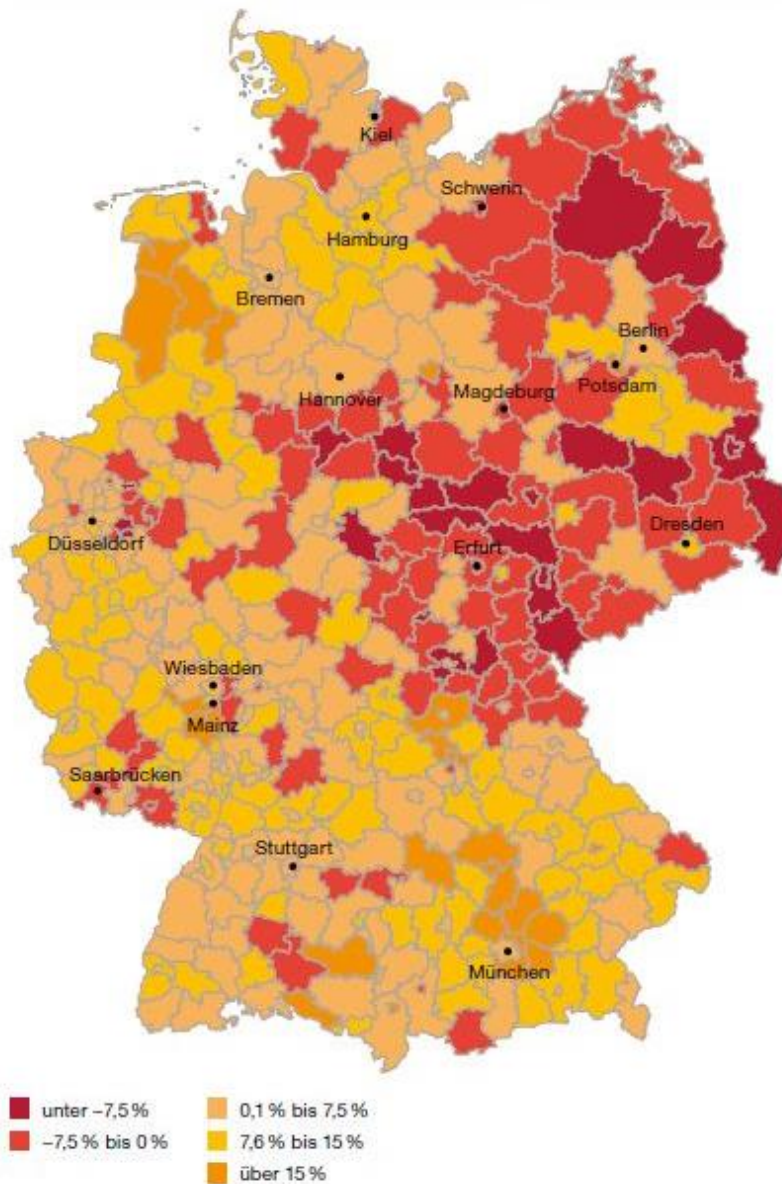 Kiel
Schwerin
Hamburg
Bremen
Berlin
Hannover
Magdeburg
Potsdam
Düsseldorf
Erfurt
Dresden
Wiesbaden
Mainz
Saarbrücken
Stuttgart
München
unter –7,5 %
–7,5 % bis 0 %
0,1 % bis 7,5 %
7,6 % bis 15 %
über 15 %